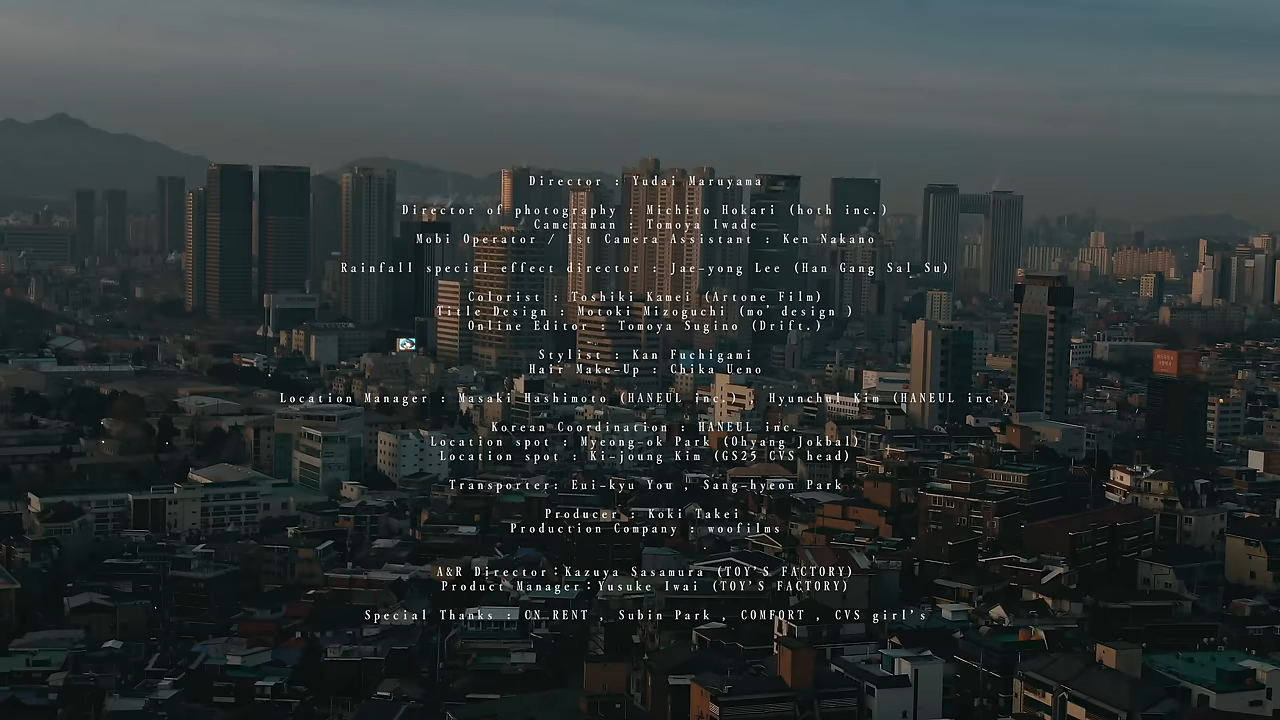 Director : Yudai Maruyama
Director of photography : Michito Hokari (hoth inc.)
Cameraman : Tomoya Iwade
Mobi Operator / 1st Camera Assistant : Ken Nakano
Rainfall special effect director : Jae-yong Lee (Han Gang Sal Su)
Colorist : Toshiki Kamei (Artone Film)
Title Design : Motoki Mizoguchi (mo' design )
Online Editor : Tomoya Sugino (Drift.)
Stylist : Kan Fuchigami
Hair Make-Up : Chika Ueno
Location Manager : Masaki Hashimoto (HANEUL inc.) Hyunchul Kim (HANEUL inc.)
Korean Coordination : HANEUL inc.
Location spot : Myeong-ok Park (Ohyang Jokbal)
Location spot : Ki-joung Kim (GS25 CVS head)
Transporter: Eui-kyu You , Sang-hyeon Park
Producer : Koki Takei
Production Company : woofilms
A&R Director：Kazuya Sasamura (TOY'S FACTORY)
Product Manager：Yusuke Iwai (TOY'S FACTORY)
Special Thanks : CN RENT , Subin Park , COMFORT , CVS girl's